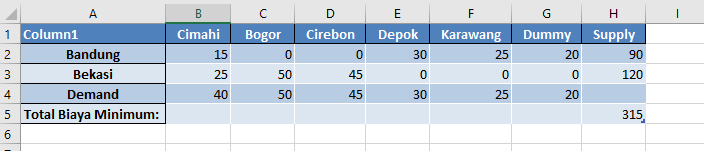 A B C D E F G H I
1 Column1 Cimahi Bogor Cirebon Depok Karawang Dummy Supply
2 Bandung 15 0 0 30 25 20 90
3 Bekasi 25 50 45 0 0 0 120
4 Demand 40 50 45 30 25 20
5 Total Biaya Minimum: 315
6